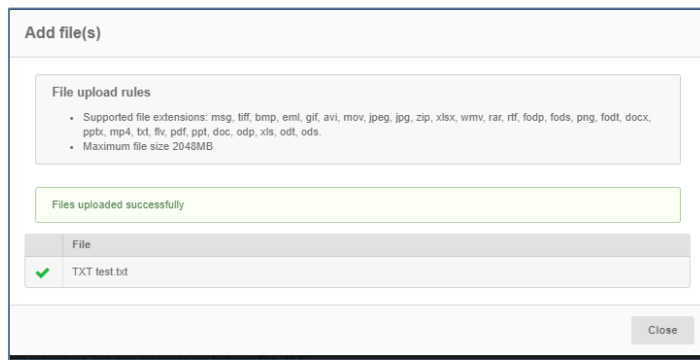 Add file(s)
File upload rules
• Supported file extensions: msg, tiff, bmp, eml, gif, avi, mov, jpeg, jpg, zip, xlsx, wmv, rar, rtf, fodp, fods, png, fodt, docx,
pptx, mp4, txt, flv, pdf, ppt, doc, odp, xls, odt, ods.
• Maximum file size 2048MB
Files uploaded successfully
File
TXT test.txt
Close